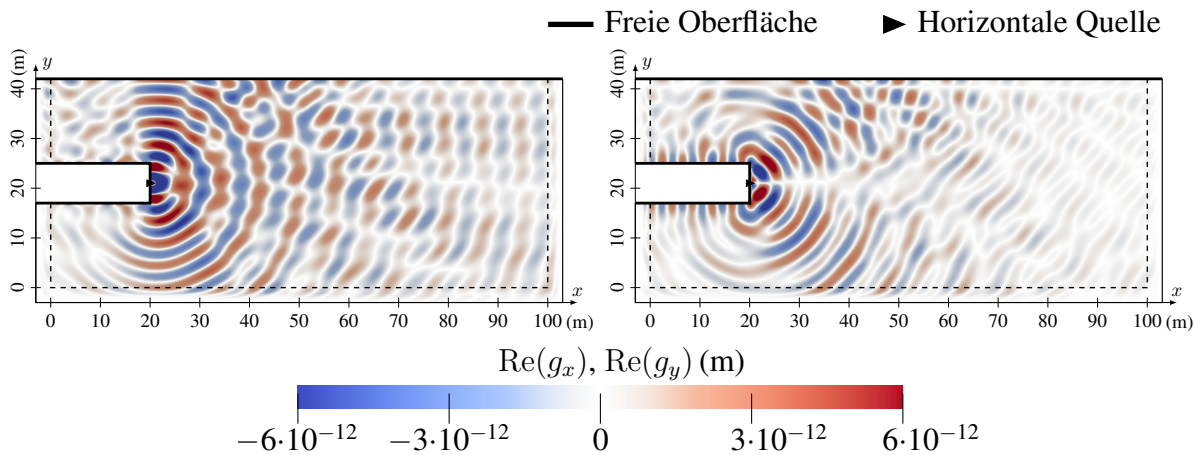 Freie Oberfläche Horizontale Quelle
y (m) 40 30 20 10 0
0 10 20 30 40 50 60 70 80 90 100 (m) x
y (m) 40 30 20 10 0
0 10 20 30 40 50 60 70 80 90 100 (m) x
Re(g_x), Re(g_y) (m)
−6·10⁻¹² −3·10⁻¹² 0 3·10⁻¹² 6·10⁻¹²